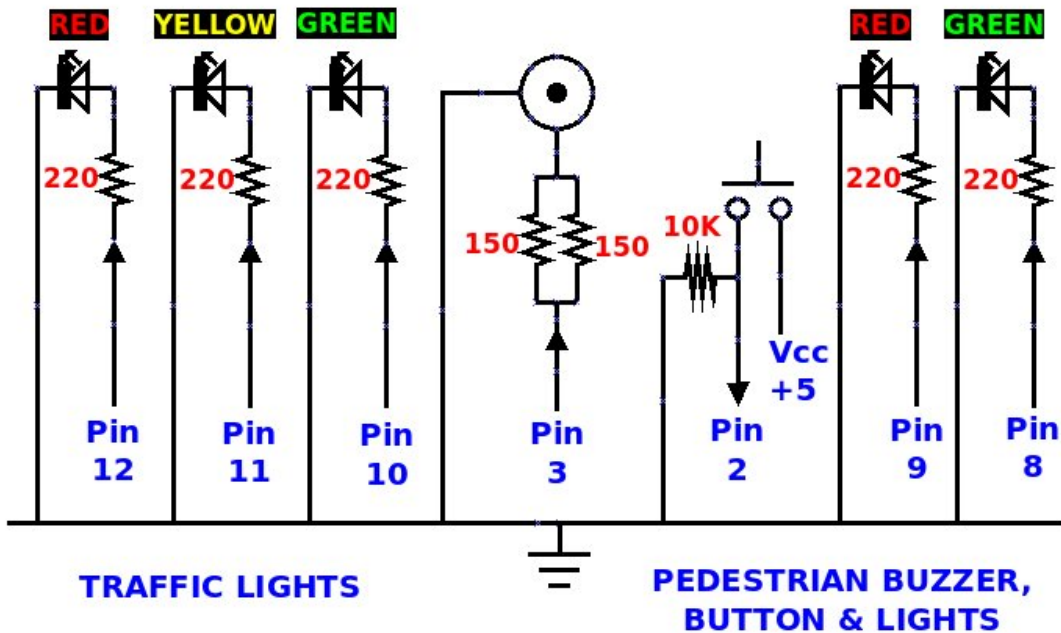 RED YELLOW GREEN RED GREEN
220 220 220 220 220
150 150 10K
Vcc
+5
Pin Pin Pin Pin Pin Pin Pin
12 11 10 3 2 9 8
TRAFFIC LIGHTS
PEDESTRIAN BUZZER,
BUTTON & LIGHTS